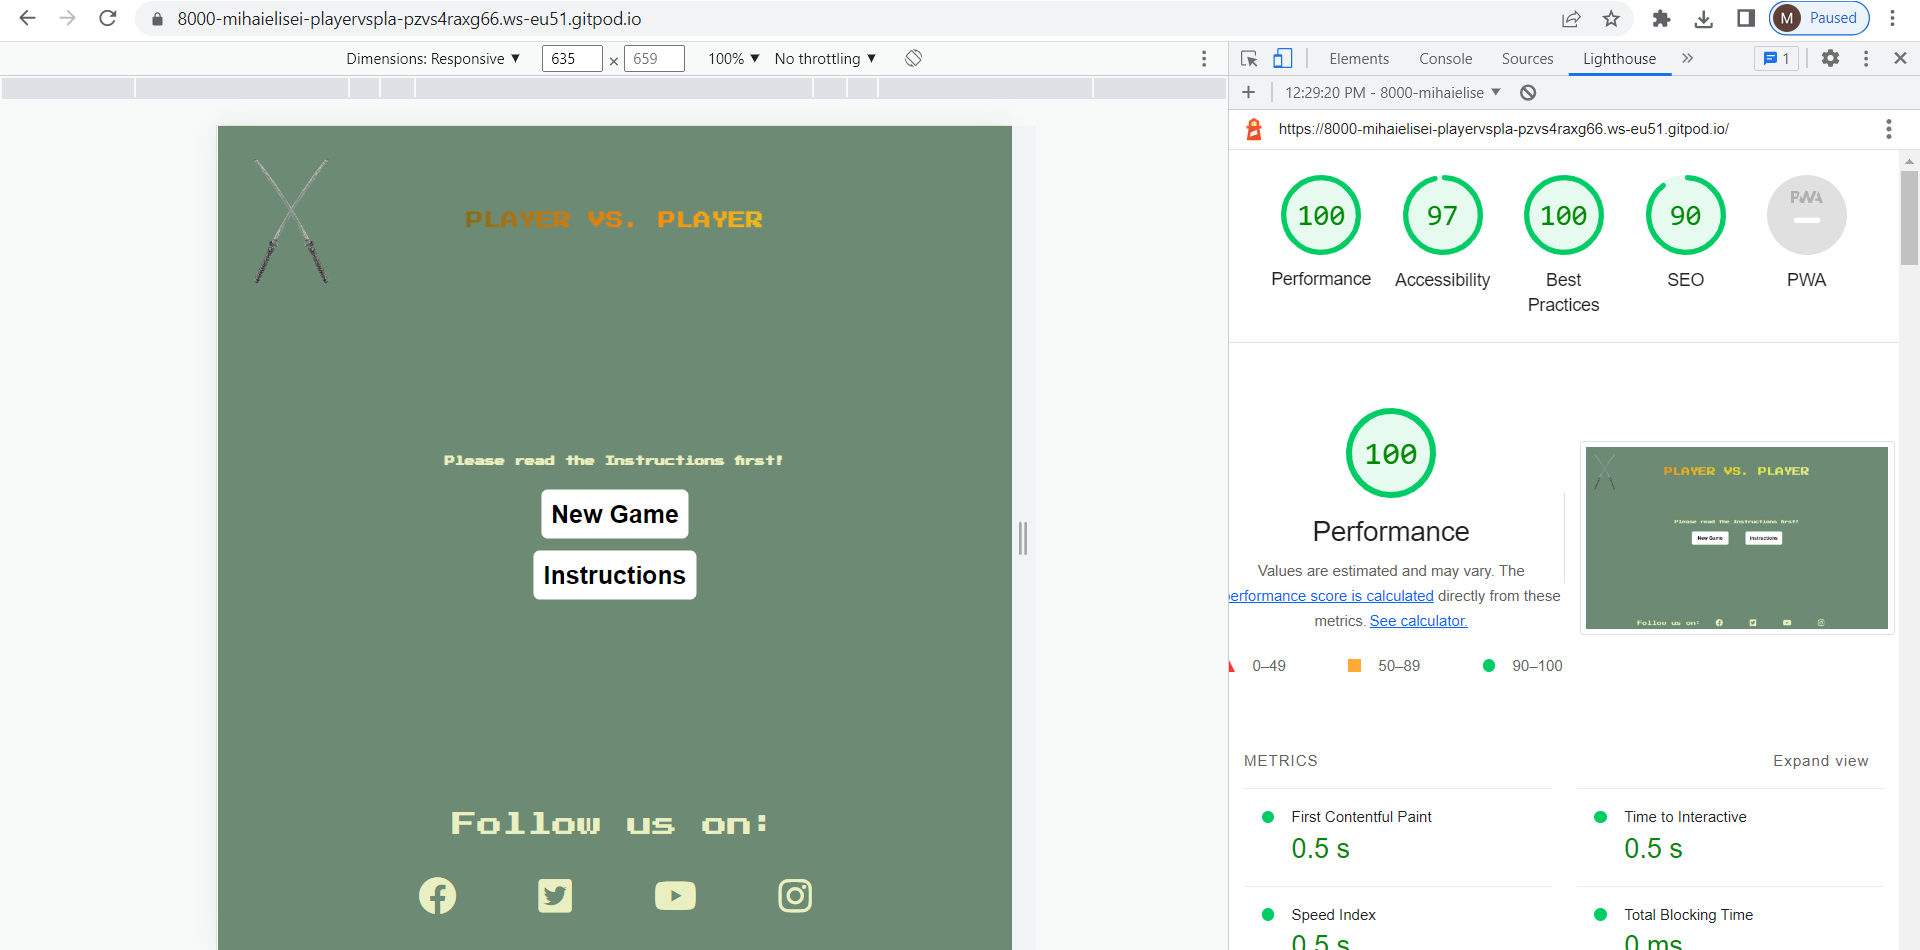 8000-mihaielisei-playervspla-pzvs4raxg66.ws-eu51.gitpod.io
M Paused
Dimensions: Responsive ▼ 635 × 659 100% ▼ No throttling ▼
Elements Console Sources Lighthouse » 1
12:29:20 PM - 8000-mihaielise ▼
https://8000-mihaielisei-playervspla-pzvs4raxg66.ws-eu51.gitpod.io/
PLAYER VS. PLAYER
Please read the Instructions first!
New Game
Instructions
Follow us on:
100 97 100 90 PWA
Performance Accessibility Best Practices SEO PWA
100
Performance
Values are estimated and may vary. The
erformance score is calculated directly from these
metrics. See calculator.
0–49 50–89 90–100
PLAYER VS. PLAYER
Please read the Instructions first!
New Game Instructions
Follow us on:
METRICS Expand view
First Contentful Paint Time to Interactive
0.5 s 0.5 s
Speed Index Total Blocking Time
0.5 s 0 ms